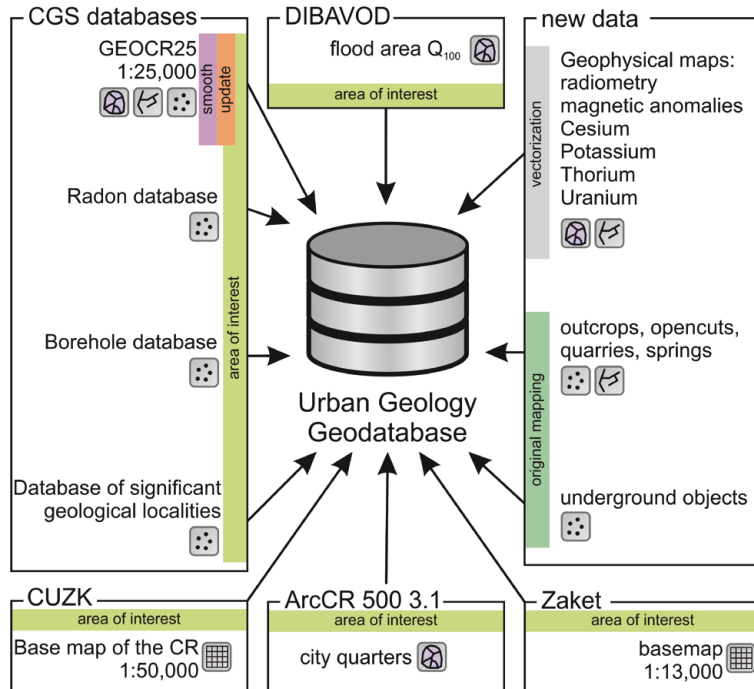 CGS databases
GEOCR25
1:25,000
smooth
update
Radon database
Borehole database
area of interest
Database of significant
geological localities
DIBAVOD
flood area Q₁₀₀
area of interest
new data
vectorization
Geophysical maps:
radiometry
magnetic anomalies
Cesium
Potassium
Thorium
Uranium
original mapping
outcrops, opencuts,
quarries, springs
underground objects
Urban Geology
Geodatabase
CUZK
area of interest
Base map of the CR
1:50,000
ArcCR 500 3.1
area of interest
city quarters
Zaket
area of interest
basemap
1:13,000